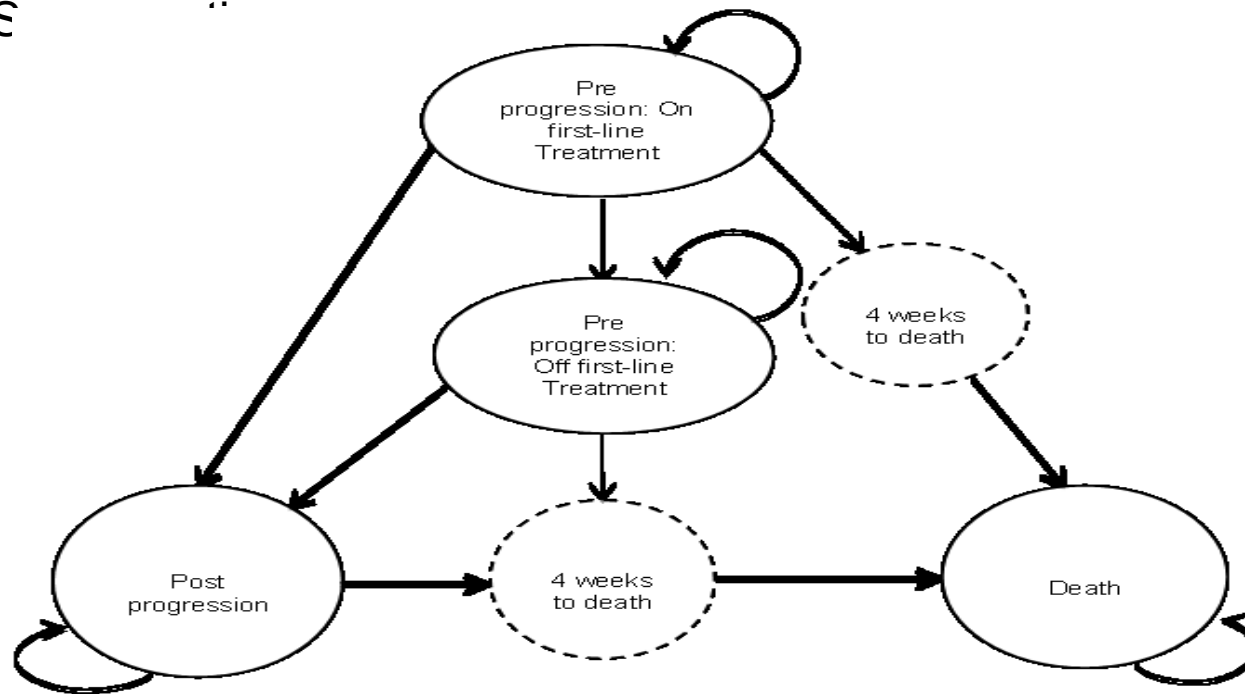 Pre
progression: On
first-line
Treatment
Pre
progression:
Off first-line
Treatment
4 weeks
to death
Post
progression
4 weeks
to death
Death